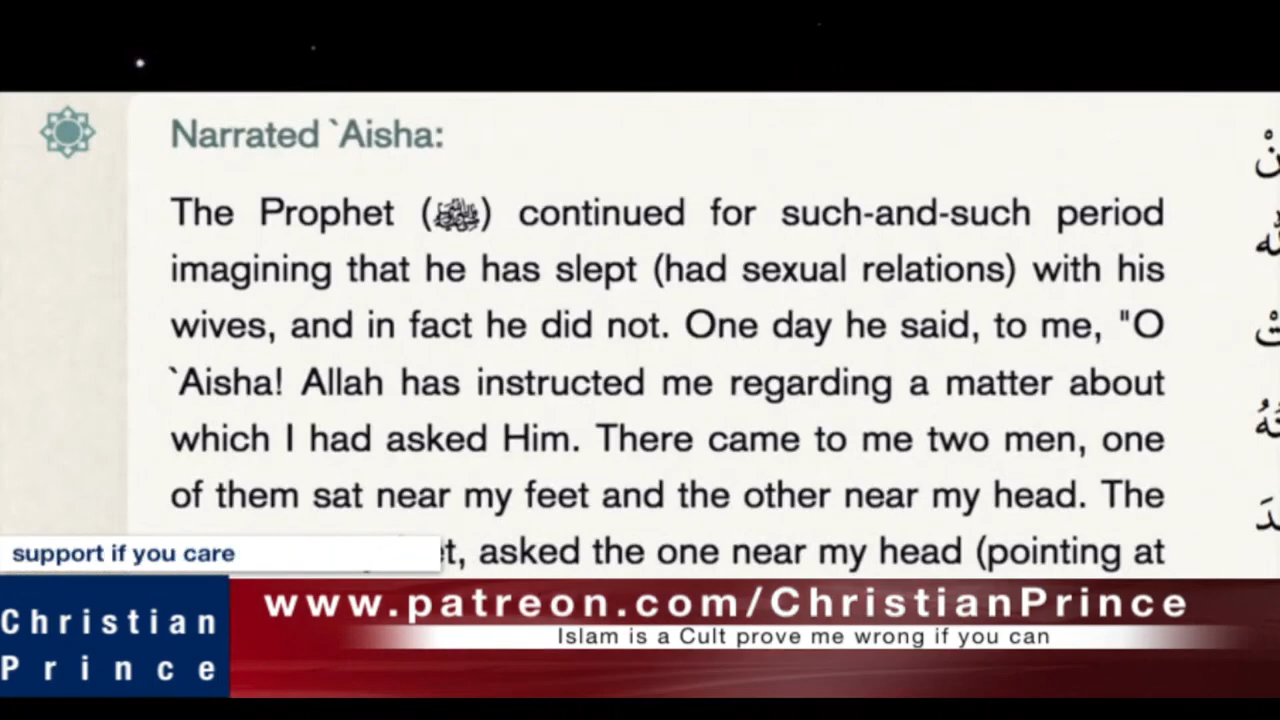 Narrated `Aisha:
The Prophet (ﷺ) continued for such-and-such period
imagining that he has slept (had sexual relations) with his
wives, and in fact he did not. One day he said, to me, "O
`Aisha! Allah has instructed me regarding a matter about
which I had asked Him. There came to me two men, one
of them sat near my feet and the other near my head. The
asked the one near my head (pointing at
support if you care
Christian
Prince
www.patreon.com/ChristianPrince
Islam is a Cult prove me wrong if you can